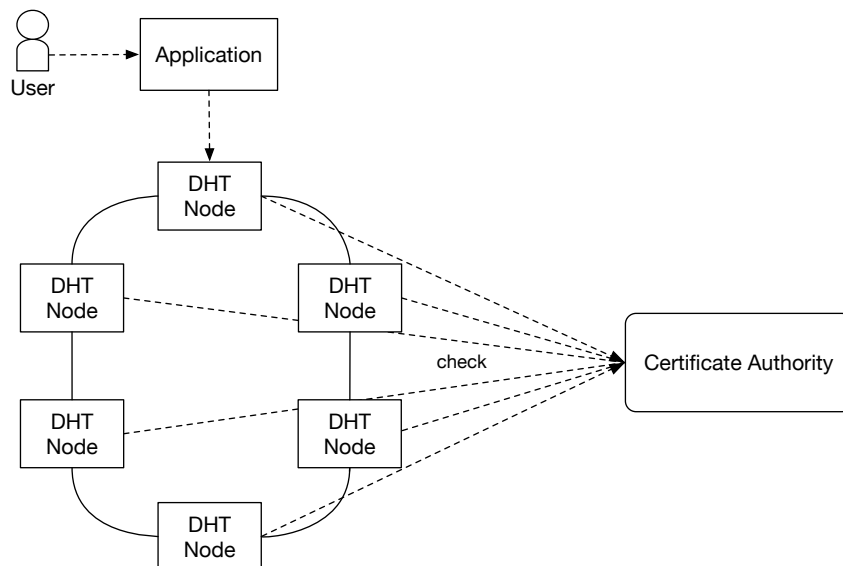 Application
User
DHT
Node
DHT
Node
DHT
Node
check
Certificate Authority
DHT
Node
DHT
Node
DHT
Node